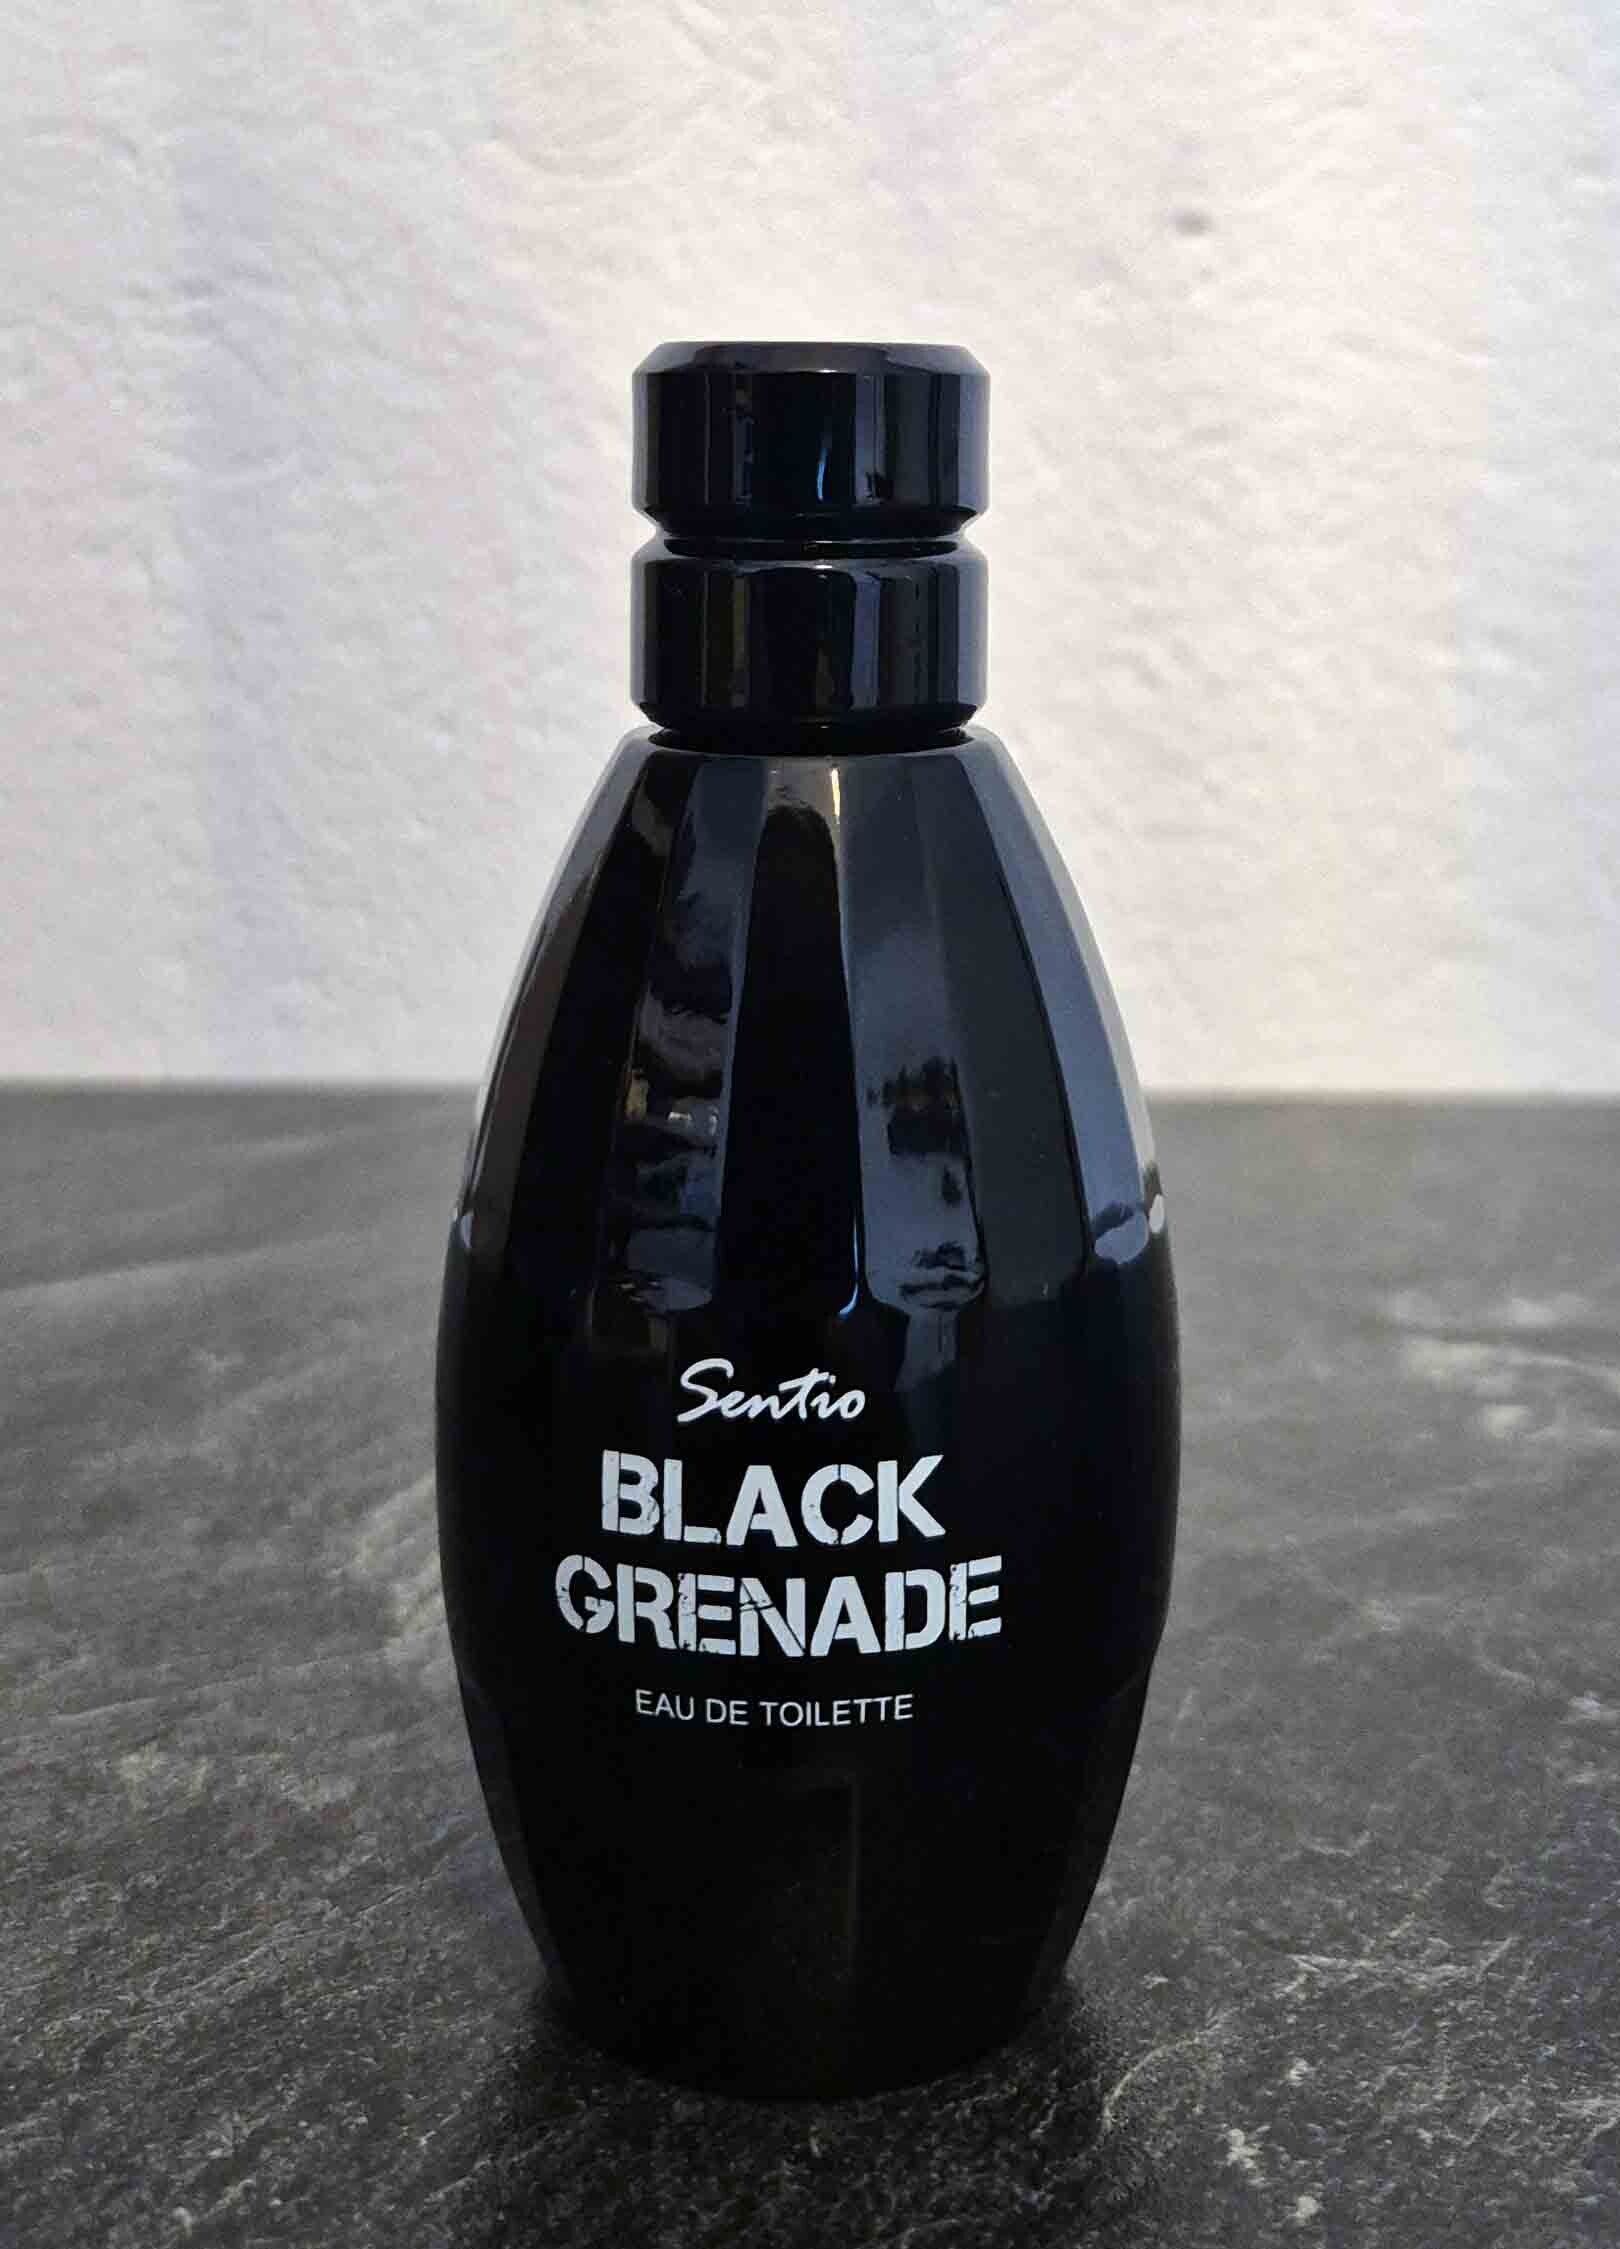 Sentio
BLACK
GRENADE
EAU DE TOILETTE